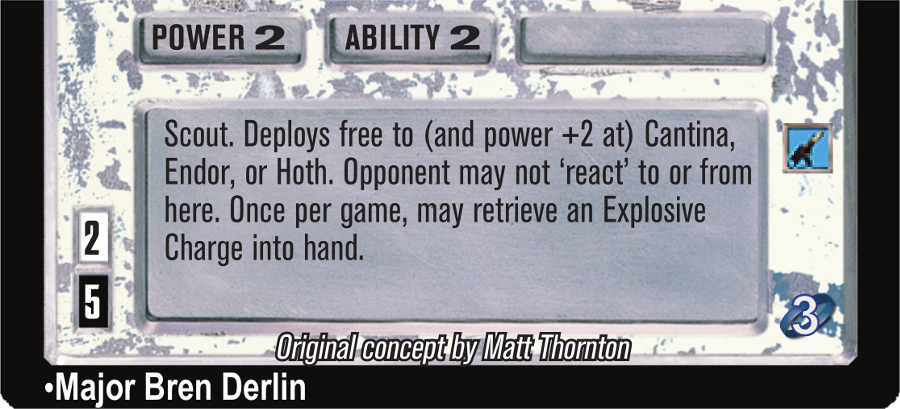 POWER 2 ABILITY 2
Scout. Deploys free to (and power +2 at) Cantina,
Endor, or Hoth. Opponent may not ‘react’ to or from
here. Once per game, may retrieve an Explosive
Charge into hand.
2
5
3
Original concept by Matt Thornton
•Major Bren Derlin